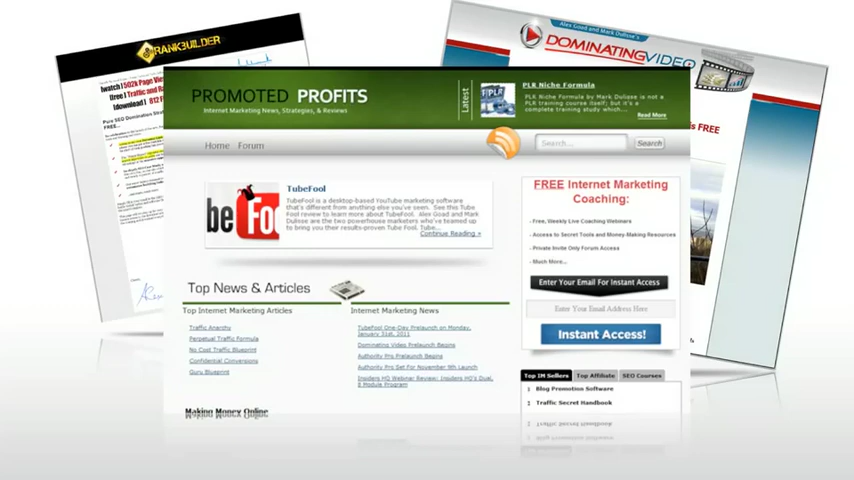 RANKBUILDER
Alex Goad and Mark Dulisse's
DOMINATINGVIDEO
is FREE
PROMOTED PROFITS
Internet Marketing News, Strategies, & Reviews
Latest
PLR Niche Formula
PLR Niche Formula by Mark Dulisse is not a
PLR training course itself; but it's a
complete training study which...
Read More
Home Forum
Search...
Search
TubeFool
TubeFool is a desktop-based YouTube marketing software
that's different from anything else you've seen. See this Tube
Fool review to learn more about TubeFool. Alex Goad and Mark
Dulisse are the two powerhouse marketers who've teamed up
to bring you their results-proven Tube Fool. Tube...
Continue Reading »
be Fo
FREE Internet Marketing
Coaching:
- Free, Weekly Live Coaching Webinars
- Access to Secret Tools and Money Making Resources
- Private Invite Only Forum Access
- Much More...
Enter Your Email For Instant Access
Enter Your Email Address Here
Instant Access!
Top News & Articles
Top Internet Marketing Articles
Traffic Anarchy
Perpetual Traffic Formula
No Cost Traffic Blueprint
Confidential Conversions
Guru Blueprint
Internet Marketing News
TubeFool One-Day Prelaunch on Monday,
January 31st, 2011
Dominating Video Prelaunch Begins
Authority Pro Prelaunch Begins
Authority Pro Set For November 9th Launch
Insiders HQ Webinar Review: Insiders HQ's Dual,
8 Module Program
Top IM Sellers Top Affiliate SEO Courses
Blog Promotion Software
Traffic Secret Handbook
Making Money Online